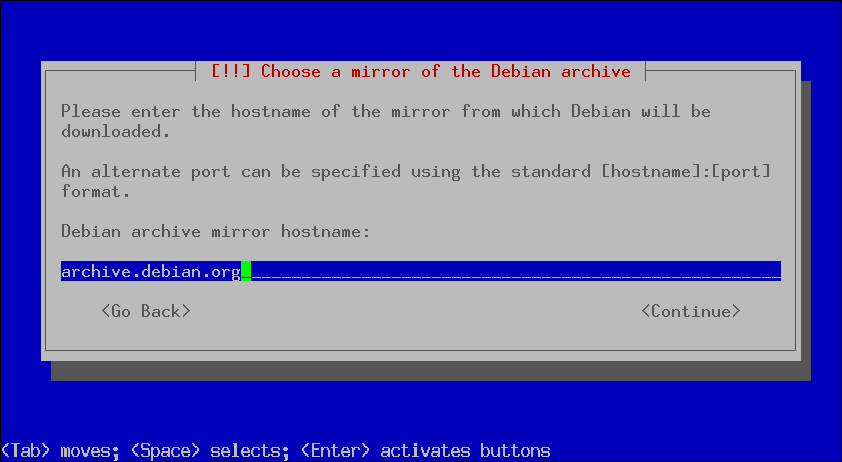 [!!] Choose a mirror of the Debian archive
Please enter the hostname of the mirror from which Debian will be
downloaded.
An alternate port can be specified using the standard [hostname]:[port]
format.
Debian archive mirror hostname:
archive.debian.org_____________________________________________________
<Go Back>
<Continue>
<Tab> moves; <Space> selects; <Enter> activates buttons